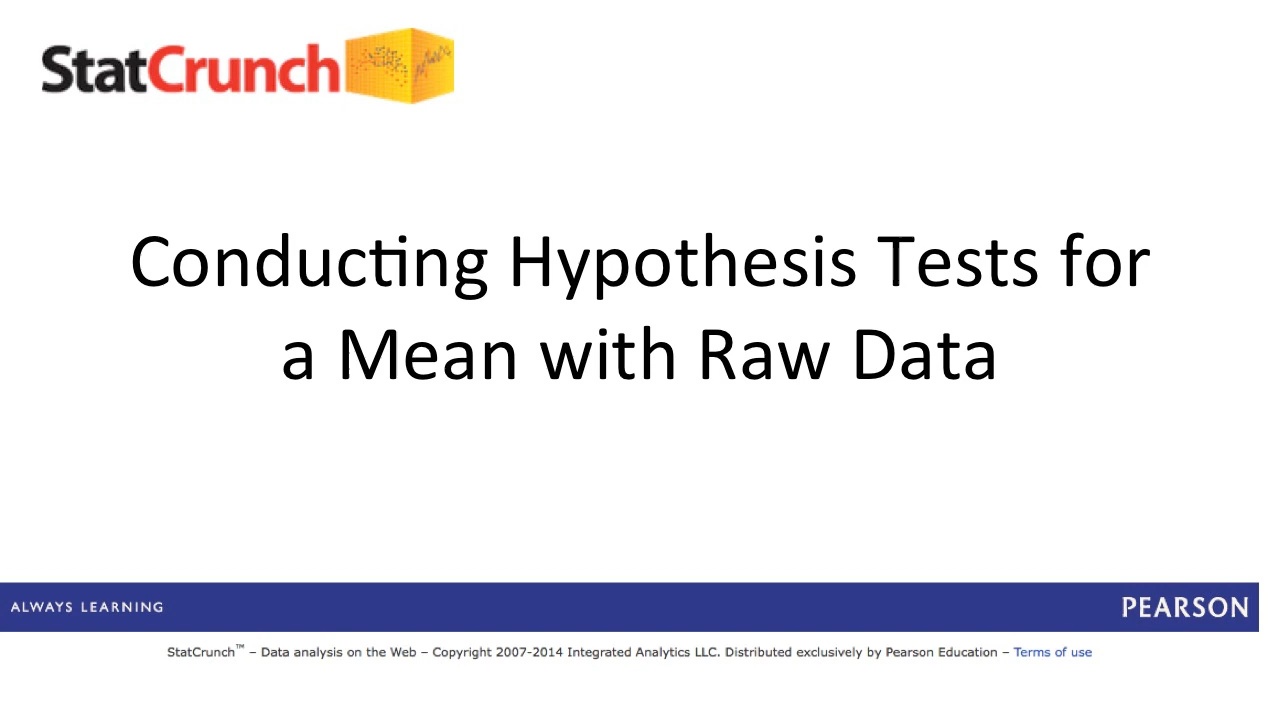 StatCrunch
Conducting Hypothesis Tests for
a Mean with Raw Data
ALWAYS LEARNING
PEARSON
StatCrunch™ – Data analysis on the Web – Copyright 2007-2014 Integrated Analytics LLC. Distributed exclusively by Pearson Education – Terms of use